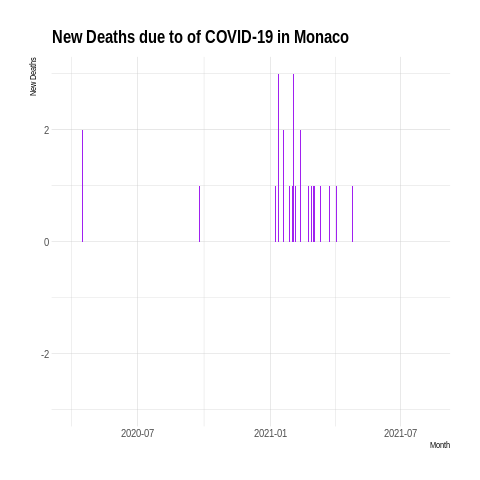 New Deaths due to of COVID-19 in Monaco
New Deaths
2
0
-2
2020-07
2021-01
2021-07
Month